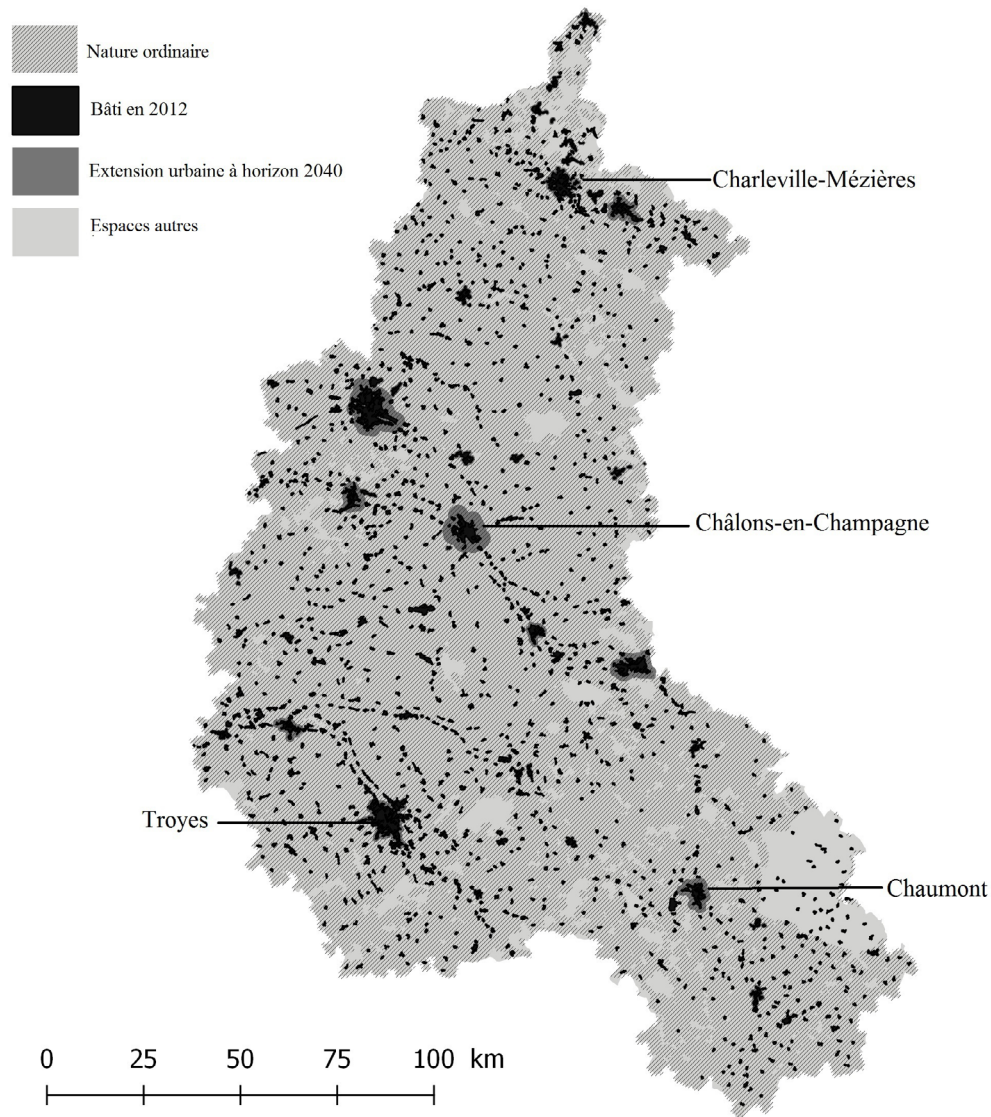 Nature ordinaire
Bâti en 2012
Extension urbaine à horizon 2040
Espaces autres
Charleville-Mézières
Châlons-en-Champagne
Troyes
Chaumont
0 25 50 75 100 km